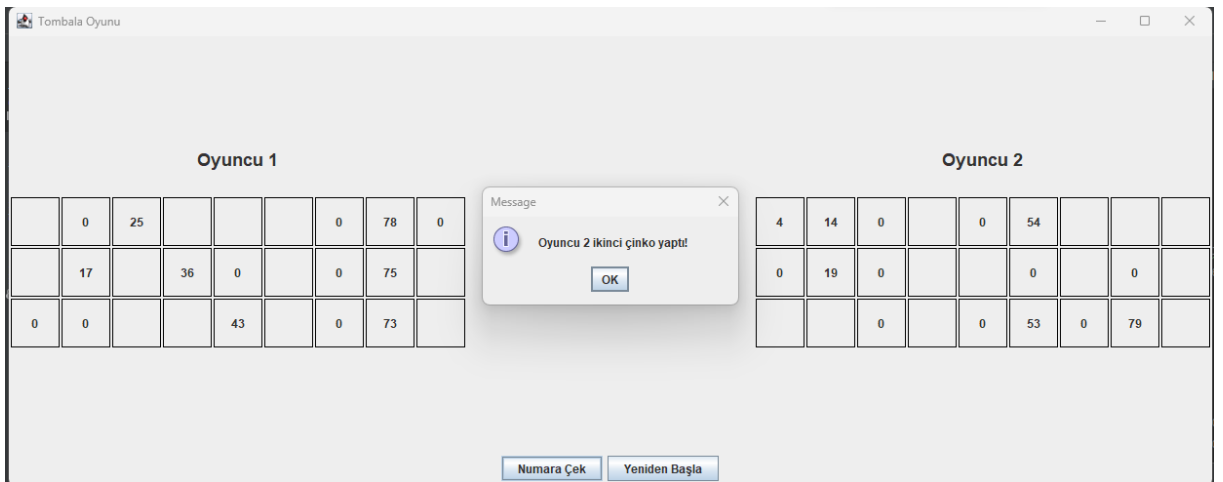 Tombala Oyunu
Oyuncu 1
0 25 0 78 0
17 36 0 0 75
0 0 43 0 73
Message
Oyuncu 2 ikinci çinko yaptı!
OK
Oyuncu 2
4 14 0 0 54
0 19 0 0 0
0 0 53 0 79
Numara Çek Yeniden Başla